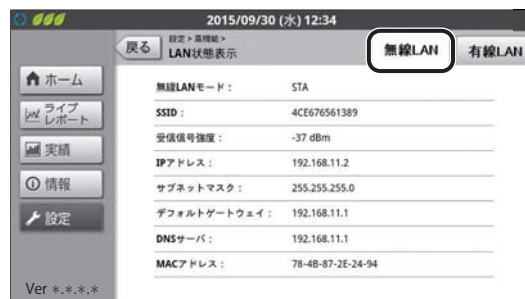 2015/09/30 (水) 12:34
戻る
設定 > 高機能 >
LAN状態表示
無線LAN
有線LAN
ホーム
ライブ
レポート
実績
情報
設定
Ver *.*.*.*
無線LANモード: STA
SSID: 4CE676561389
受信信号強度: -37 dBm
IPアドレス: 192.168.11.2
サブネットマスク: 255.255.255.0
デフォルトゲートウェイ: 192.168.11.1
DNSサーバ: 192.168.11.1
MACアドレス: 78-4B-87-2E-24-94